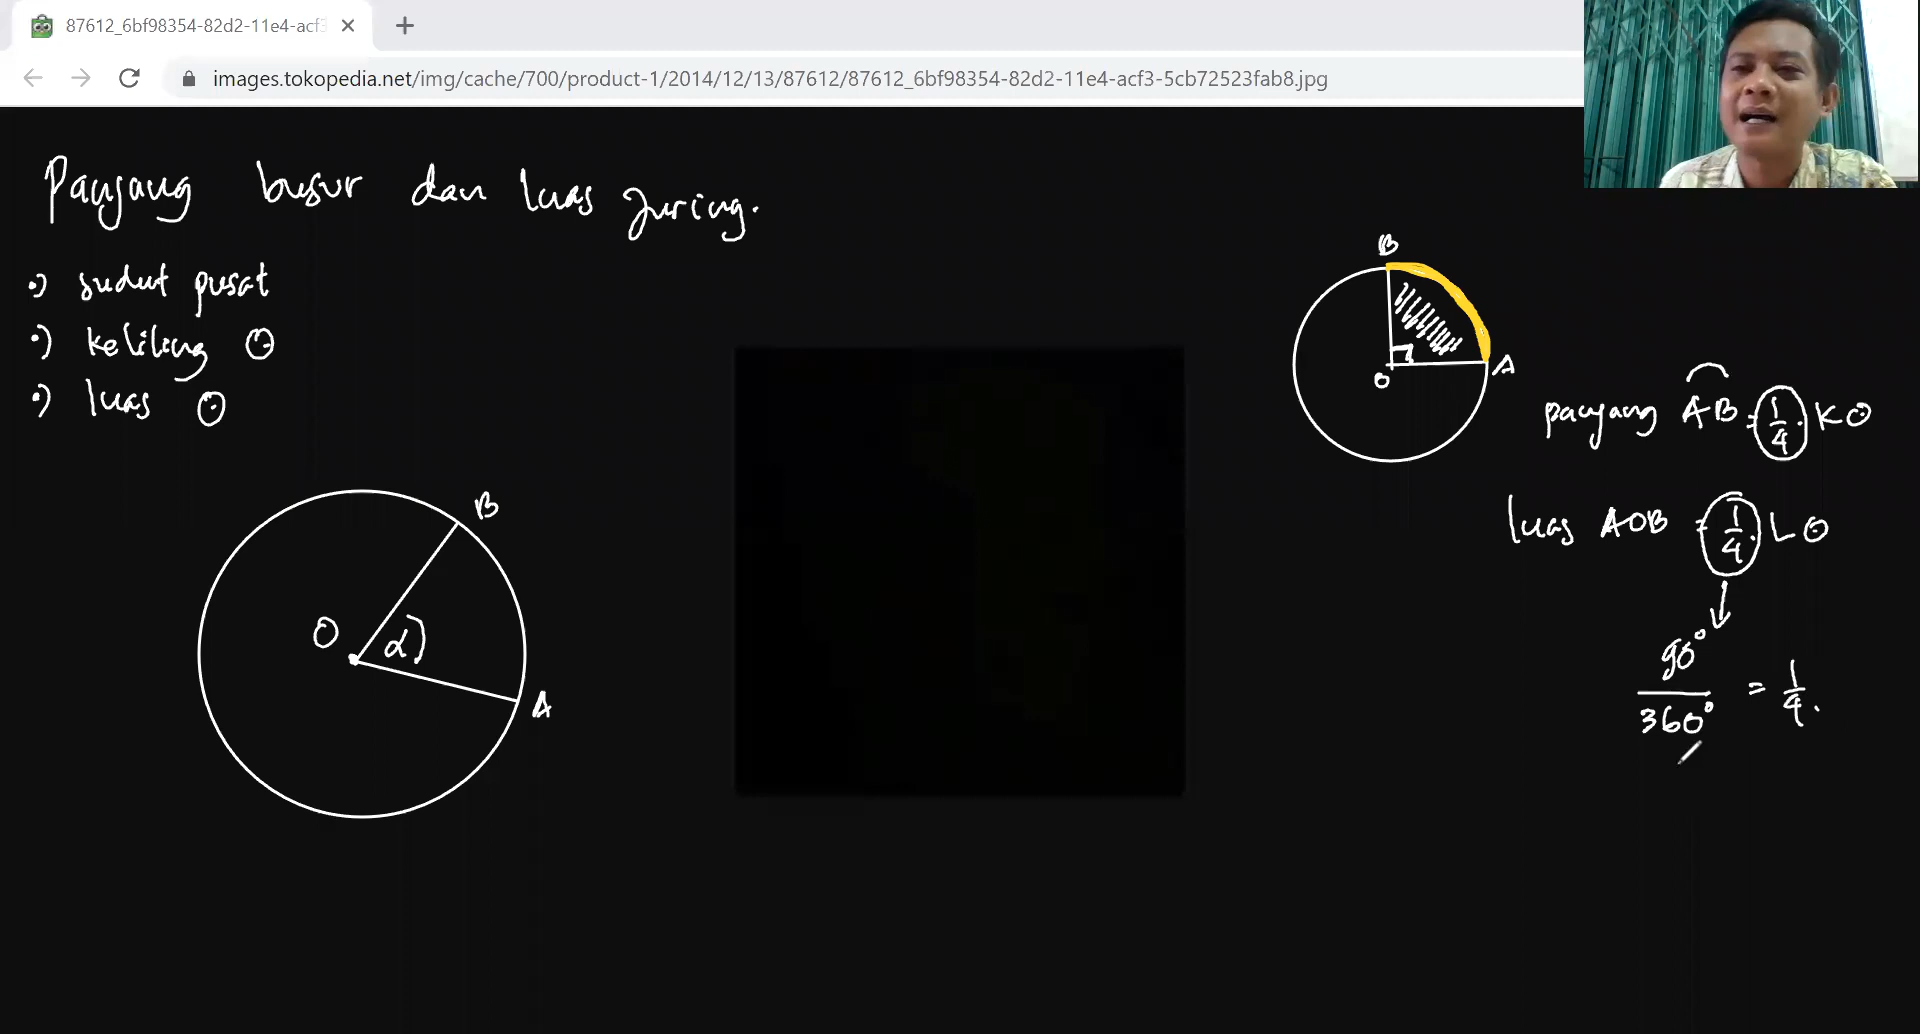 87612_6bf98354-82d2-11e4-acf3
images.tokopedia.net/img/cache/700/product-1/2014/12/13/87612/87612_6bf98354-82d2-11e4-acf3-5cb72523fab8.jpg
Panjang busur dan luas juring.
•) sudut pusat
•) keliling ⊙
•) luas ⊙
B
O α
A
B
O A
panjang A͡B = 1/4 . K⊙
luas AOB = 1/4 . L⊙
90°/360° = 1/4 .